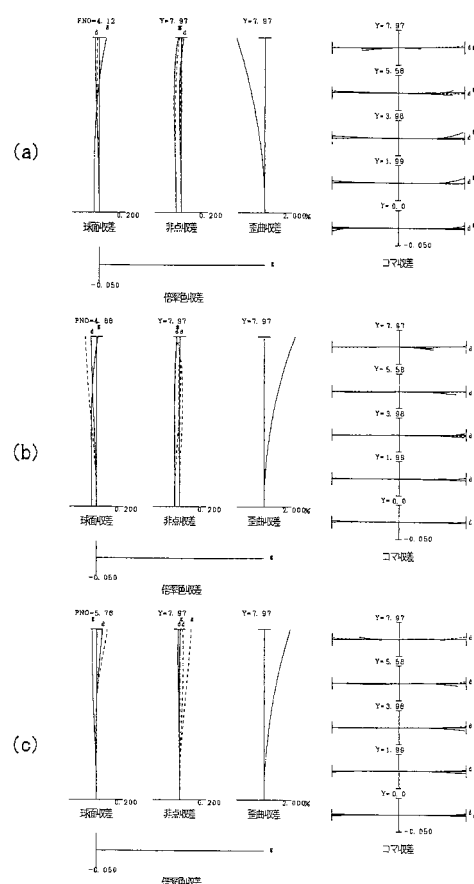 (a)
FNO=4.12
Y=7.97
Y=7.97
g
d
g
d
0.200
0.200
2.000%
球面収差
非点収差
歪曲収差
-0.050
g
倍率色収差
Y=7.97
Y=5.58
Y=3.98
Y=1.99
Y=0.0
-0.050
コマ収差
(b)
FNO=4.88
Y=7.97
Y=7.97
g
d
g
dd
0.200
0.200
2.000%
球面収差
非点収差
歪曲収差
-0.050
g
倍率色収差
Y=7.97
Y=5.58
Y=3.98
Y=1.99
Y=0.0
-0.050
コマ収差
(c)
FNO=5.76
Y=7.97
Y=7.97
g
d
g
dd
0.200
0.200
2.000%
球面収差
非点収差
歪曲収差
-0.050
g
倍率色収差
Y=7.97
Y=5.58
Y=3.98
Y=1.99
Y=0.0
-0.050
コマ収差